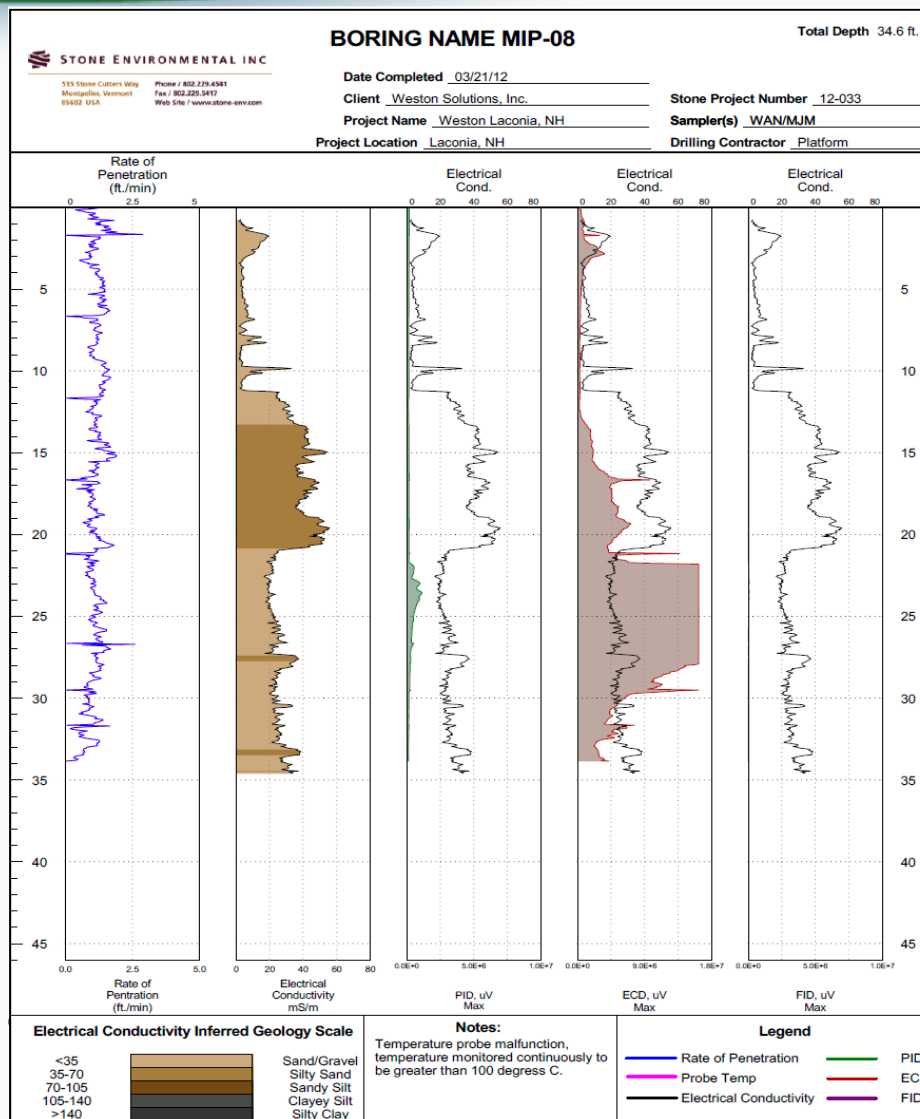 BORING NAME MIP-08
Total Depth 34.6 ft.
STONE ENVIRONMENTAL INC
535 Stone Cutters Way Phone / 802.229.4541
Montpelier, Vermont Fax / 802.229.5417
05602 USA Web Site / www.stone-env.com
Date Completed 03/21/12
Client Weston Solutions, Inc. Stone Project Number 12-033
Project Name Weston Laconia, NH Sampler(s) WAN/MJM
Project Location Laconia, NH Drilling Contractor Platform
Rate of
Penetration
(ft./min)
0 2.5 5
Electrical
Cond.
0 20 40 60 80
Electrical
Cond.
0 20 40 60 80
Electrical
Cond.
0 20 40 60 80
5 5
10 10
15 15
20 20
25 25
30 30
35 35
40 40
45 45
0.0 2.5 5.0
0 20 40 60 80
0.0E+0 5.0E+6 1.0E+7
0.0E+0 1.8E+7
0.0E+0
Rate of
Pentration
(ft./min)
Electrical
Conductivity
mS/m
PID, uV
Max
ECD, uV
Max
FID, uV
Max
Electrical Conductivity Inferred Geology Scale
<35 Sand/Gravel
35-70 Silty Sand
70-105 Sandy Silt
105-140 Clayey Silt
>140 Silty Clay
Notes:
Temperature probe malfunction,
temperature monitored continuously to
be greater than 100 degress C.
Legend
Rate of Penetration PID
Probe Temp EC
Electrical Conductivity FID